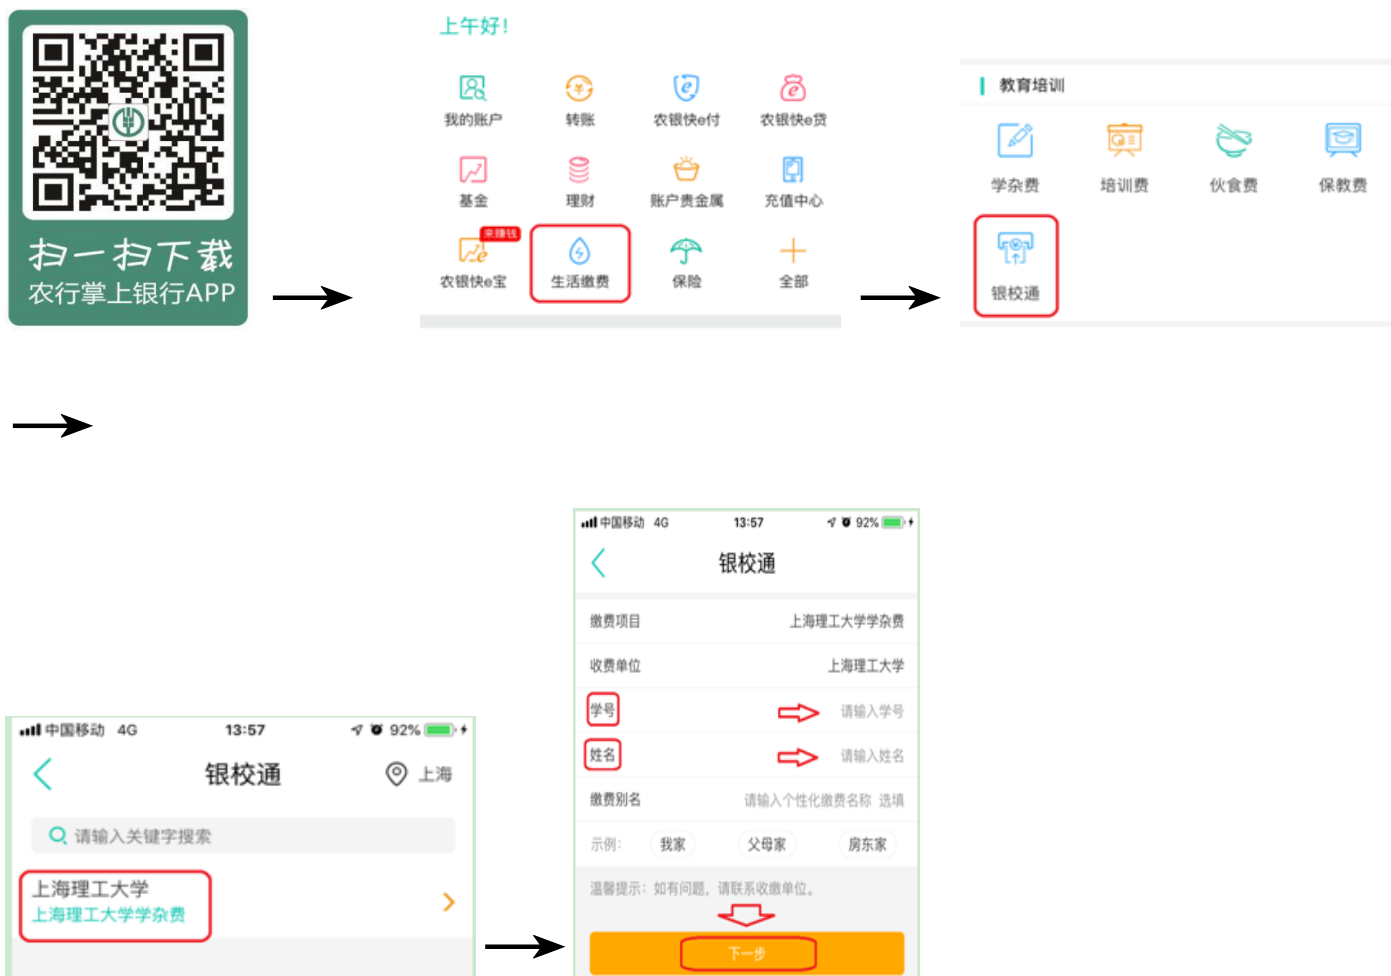 扫一扫下载
农行掌上银行APP
上午好!
我的账户 转账 农银快e付 农银快e贷
基金 理财 账户贵金属 充值中心
来赚钱
农银快e宝 生活缴费 保险 全部
教育培训
学杂费 培训费 伙食费 保教费
银校通
中国移动 4G 13:57 92%
银校通 上海
请输入关键字搜索
上海理工大学
上海理工大学学杂费
中国移动 4G 13:57 92%
银校通
缴费项目 上海理工大学学杂费
收费单位 上海理工大学
学号 请输入学号
姓名 请输入姓名
缴费别名 请输入个性化缴费名称 选填
示例: 我家 父母家 房东家
温馨提示：如有问题，请联系收缴单位。
下一步